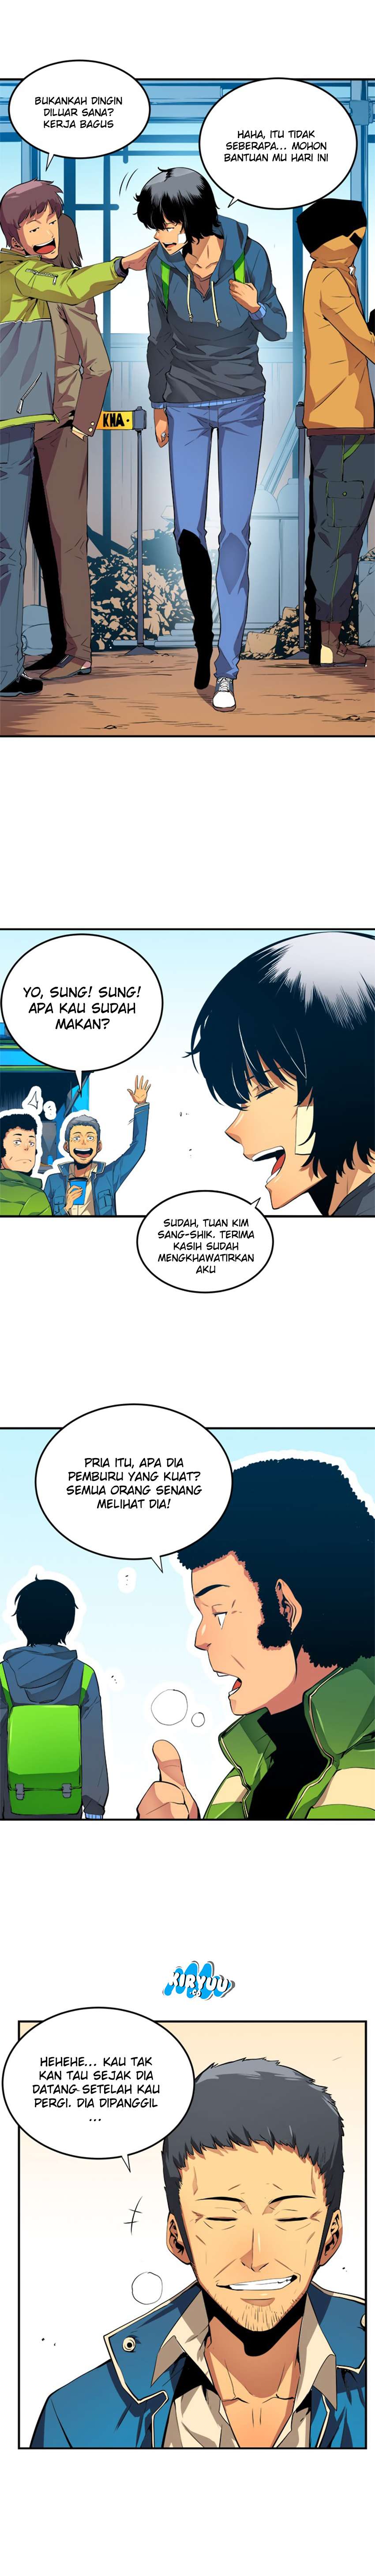 BUKANKAH DINGIN
DILUAR SANA?
KERJA BAGUS
HAHA, ITU TIDAK
SEBERAPA... MOHON
BANTUAN MU HARI INI
KHA-
YO, SUNG! SUNG!
APA KAU SUDAH
MAKAN?
SUDAH, TUAN KIM
SANG-SHIK. TERIMA
KASIH SUDAH
MENGKHAWATIRKAN
AKU
PRIA ITU, APA DIA
PEMBURU YANG KUAT?
SEMUA ORANG SENANG
MELIHAT DIA!
KIRYUU
.CO
HEHEHE... KAU TAK
KAN TAU SEJAK DIA
DATANG SETELAH KAU
PERGI. DIA DIPANGGIL
...